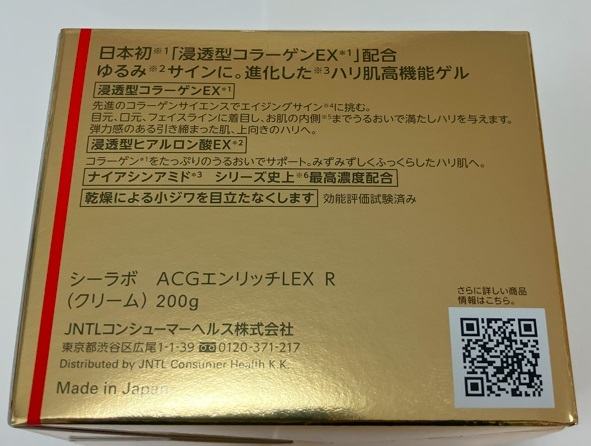 日本初※1「浸透型コラーゲンEX*1」配合
ゆるみ※2サインに。進化した※3ハリ肌高機能ゲル
浸透型コラーゲンEX*1
先進のコラーゲンサイエンスでエイジングサイン※4に挑む。
目元、口元、フェイスラインに着目し、お肌の内側※5までうるおいで満たしハリを与えます。
弾力感のある引き締まった肌、上向きのハリへ。
浸透型ヒアルロン酸EX*2
コラーゲン*1をたっぷりのうるおいでサポート。みずみずしくふっくらしたハリ肌へ。
ナイアシンアミド*3 シリーズ史上※6最高濃度配合
乾燥による小ジワを目立たなくします 効能評価試験済み
シーラボ ACGエンリッチLEX R
(クリーム) 200g
JNTLコンシューマーヘルス株式会社
東京都渋谷区広尾1-1-39 0120-371-217
Distributed by JNTL Consumer Health K.K.
Made in Japan
さらに詳しい商品
情報はこちら。